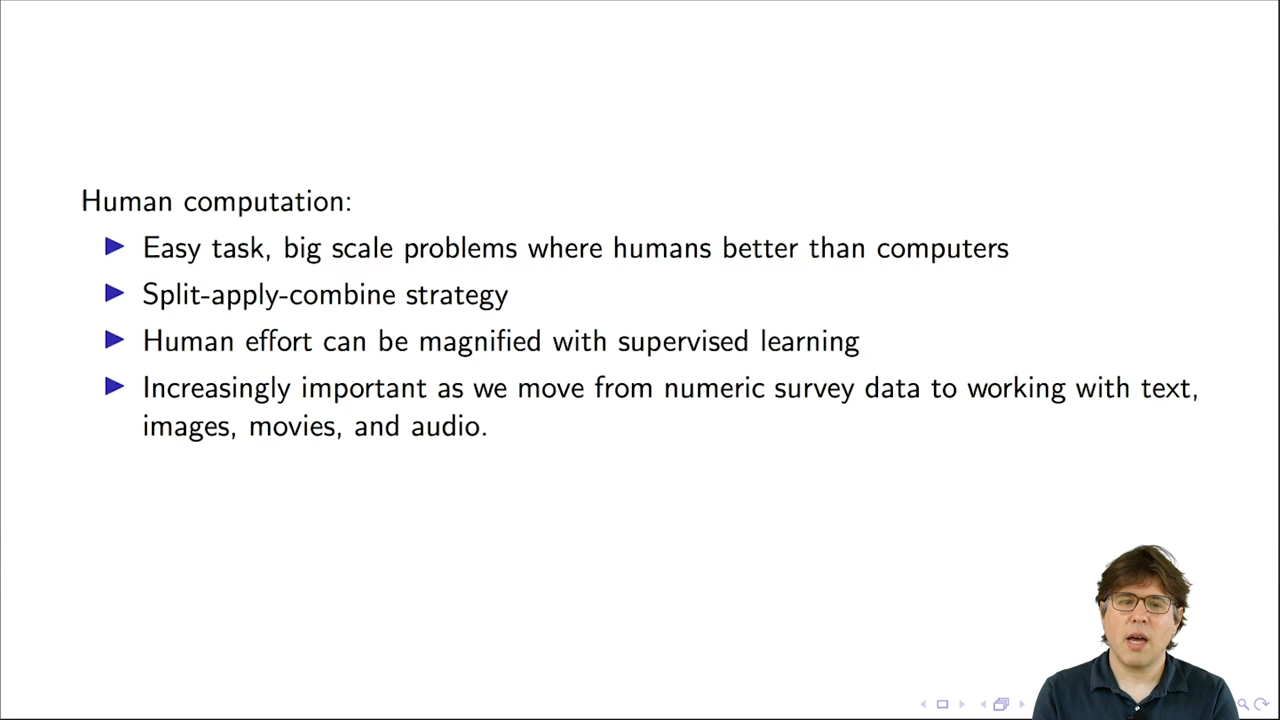 Human computation:
Easy task, big scale problems where humans better than computers
Split-apply-combine strategy
Human effort can be magnified with supervised learning
Increasingly important as we move from numeric survey data to working with text,
images, movies, and audio.